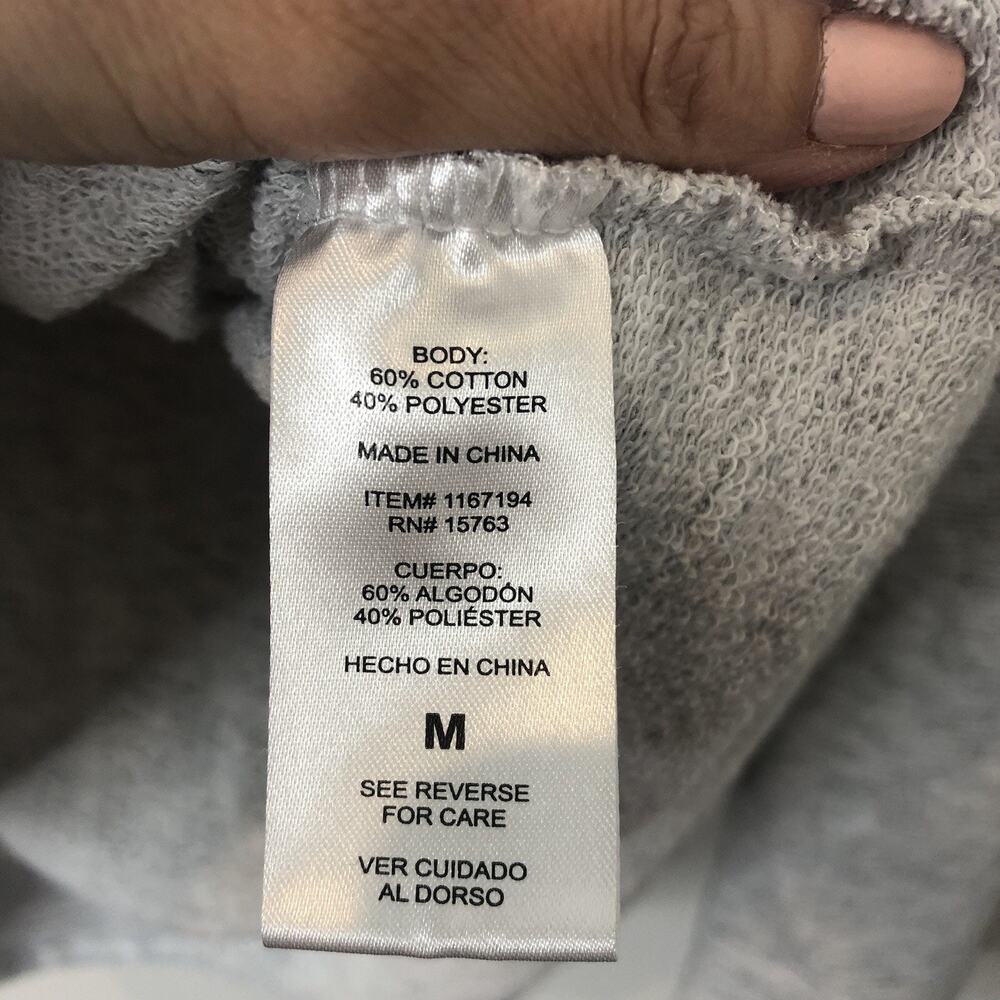 BODY:
60% COTTON
40% POLYESTER
MADE IN CHINA
ITEM# 1167194
RN# 15763
CUERPO:
60% ALGODÓN
40% POLIÉSTER
HECHO EN CHINA
M
SEE REVERSE
FOR CARE
VER CUIDADO
AL DORSO